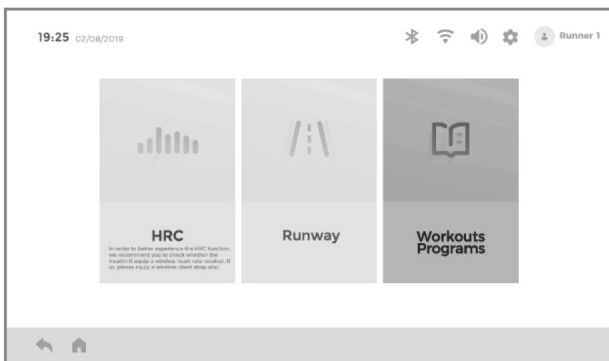 19:25 02/08/2019
Runner 1
HRC
In order to better experience the HRC function,
we recommend you to check whether the
treadmill equip a wireless heart rate receiver. If
so, please equip a wireless chest strap also.
Runway
Workouts
Programs